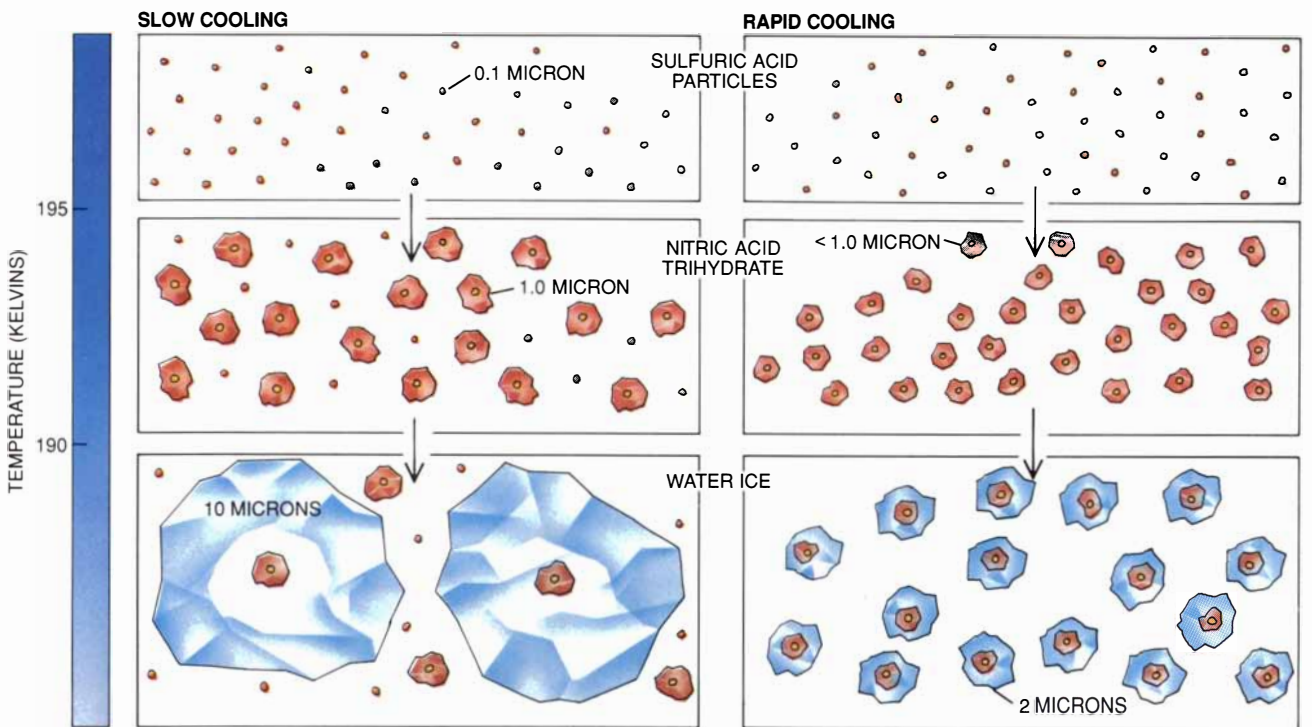 SLOW COOLING
RAPID COOLING
0.1 MICRON
SULFURIC ACID
PARTICLES
195
TEMPERATURE (KELVINS)
NITRIC ACID
TRIHYDRATE
1.0 MICRON
< 1.0 MICRON
190
WATER ICE
10 MICRONS
2 MICRONS